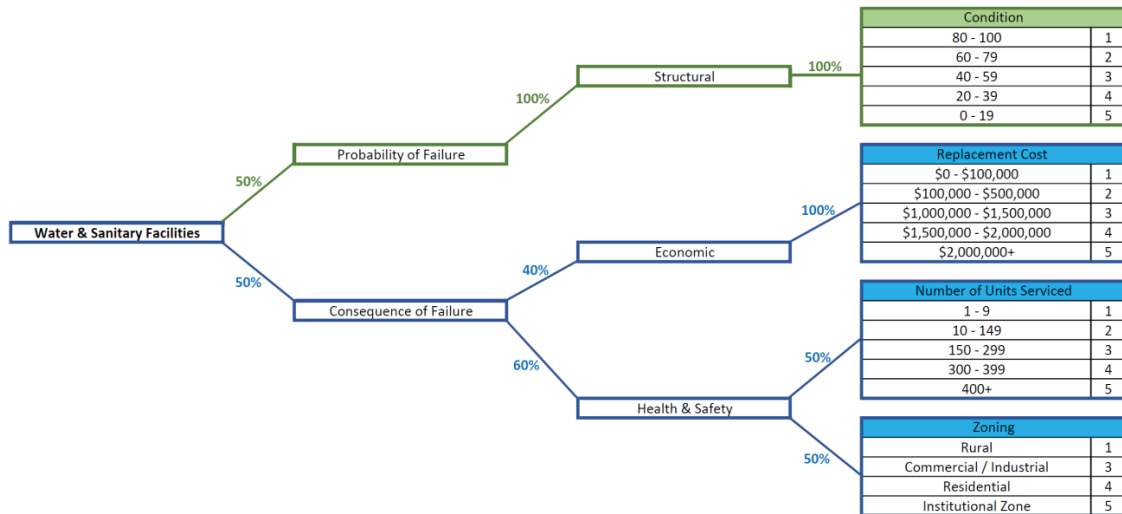 Condition
80 - 100 1
60 - 79 2
100% Structural 100% 40 - 59 3
20 - 39 4
0 - 19 5
Probability of Failure
50%
Replacement Cost
$0 - $100,000 1
$100,000 - $500,000 2
Water & Sanitary Facilities 100% $1,000,000 - $1,500,000 3
$1,500,000 - $2,000,000 4
Economic $2,000,000+ 5
50% 40%
Consequence of Failure
Number of Units Serviced
1 - 9 1
10 - 149 2
60% 50% 150 - 299 3
300 - 399 4
Health & Safety 400+ 5
Zoning
Rural 1
50% Commercial / Industrial 3
Residential 4
Institutional Zone 5